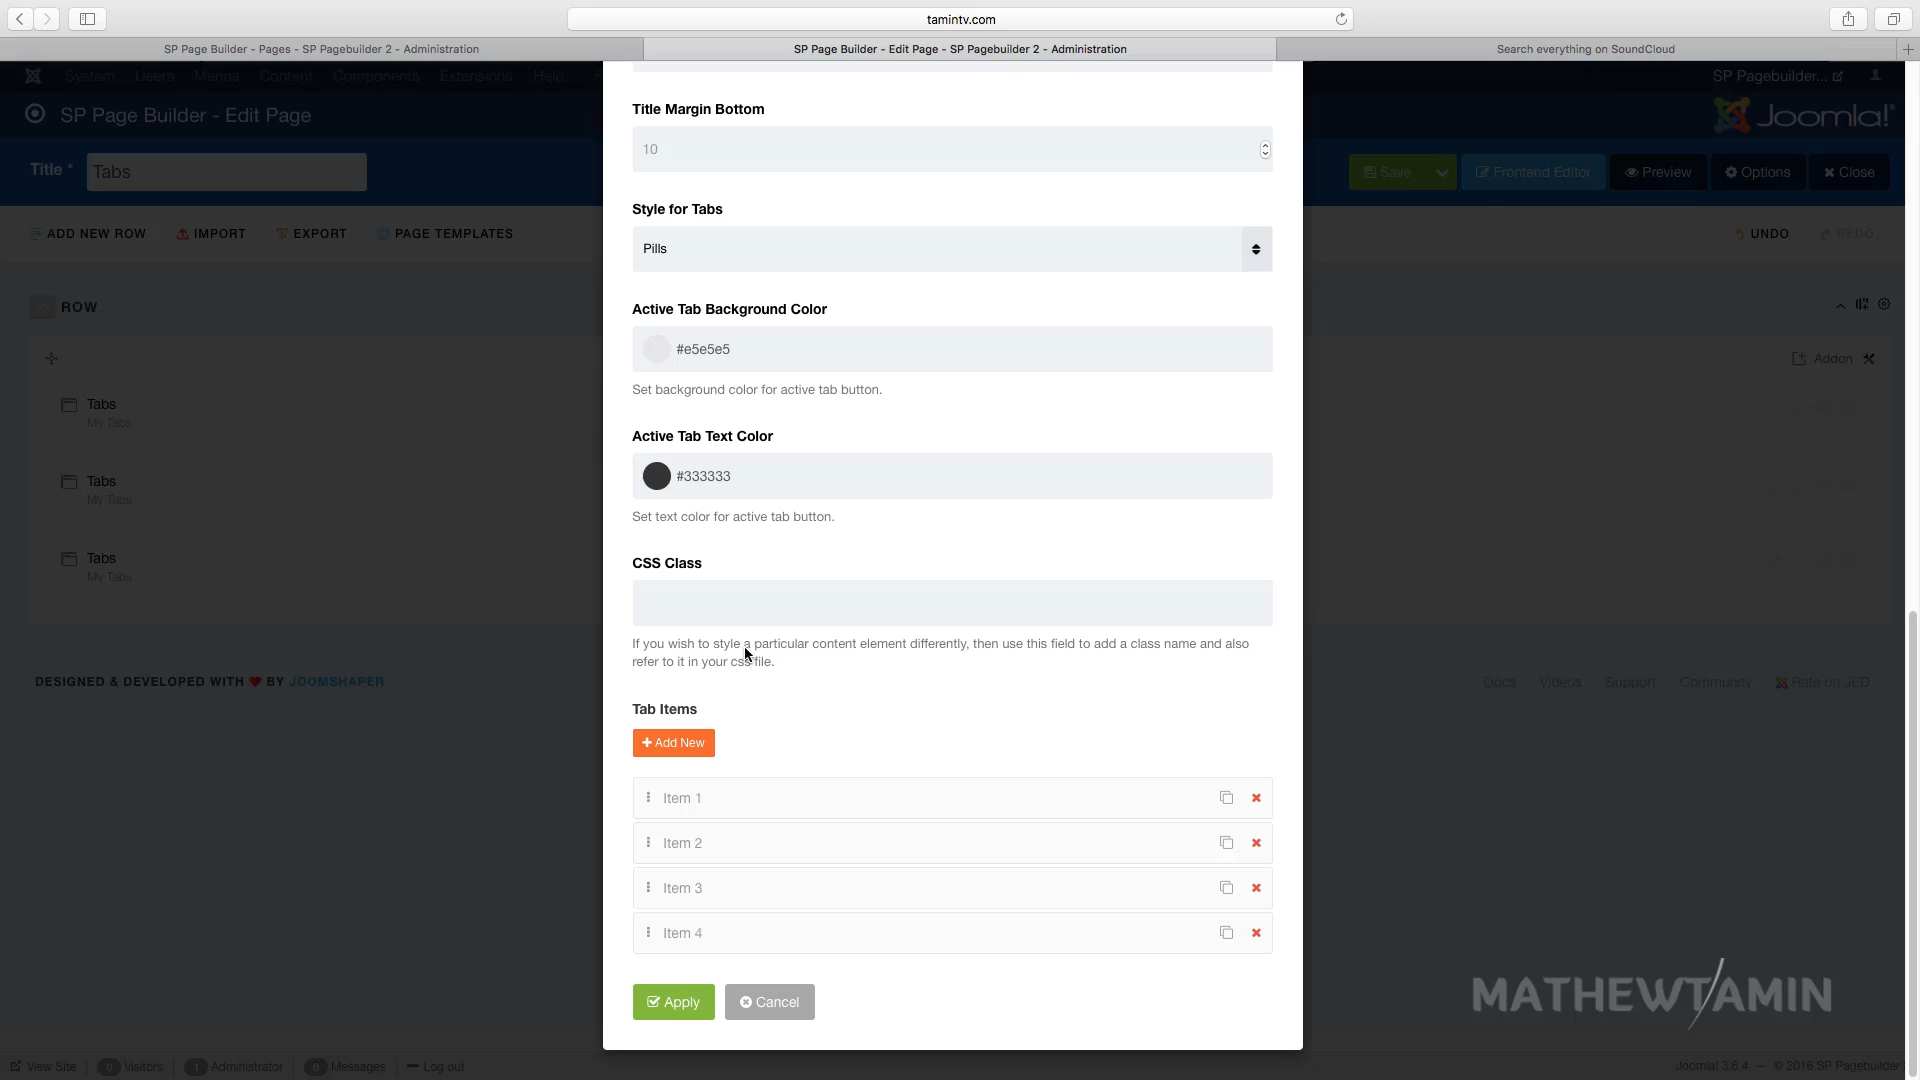 tamintv.com
SP Page Builder - Pages - SP Pagebuilder 2 - Administration
SP Page Builder - Edit Page - SP Pagebuilder 2 - Administration
Search everything on SoundCloud
System Users Menus Content Components Extensions Help
SP Pagebuilder...
SP Page Builder - Edit Page
Joomla!®
Title *
Tabs
Save
Frontend Editor
Preview
Options
Close
ADD NEW ROW
IMPORT
EXPORT
PAGE TEMPLATES
UNDO
REDO
ROW
Addon
Tabs
My Tabs
Tabs
My Tabs
Tabs
My Tabs
Title Margin Bottom
10
Style for Tabs
Pills
Active Tab Background Color
#e5e5e5
Set background color for active tab button.
Active Tab Text Color
#333333
Set text color for active tab button.
CSS Class
If you wish to style a particular content element differently, then use this field to add a class name and also
refer to it in your css file.
DESIGNED & DEVELOPED WITH ❤ BY JOOMSHAPER
Docs Videos Support Community Rate on JED
Tab Items
+ Add New
Item 1
Item 2
Item 3
Item 4
Apply
Cancel
MATHEWTAMIN
View Site
0 Visitors
1 Administrator
0 Messages
Log out
Joomla! 3.6.4 — © 2016 SP Pagebuilder